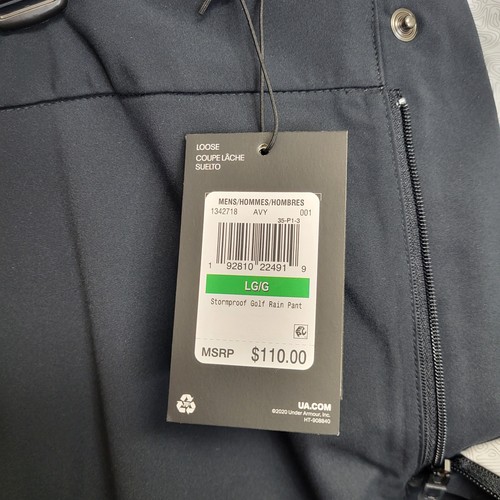 LOOSE
COUPE LÂCHE
SUELTO
MENS/HOMMES/HOMBRES
1342718 AVY 001
35-P1-3
1 92810 22491 9
LG/G
Stormproof Golf Rain Pant
MSRP $110.00
UA.COM
©2020 Under Armour, Inc.
HT-908840